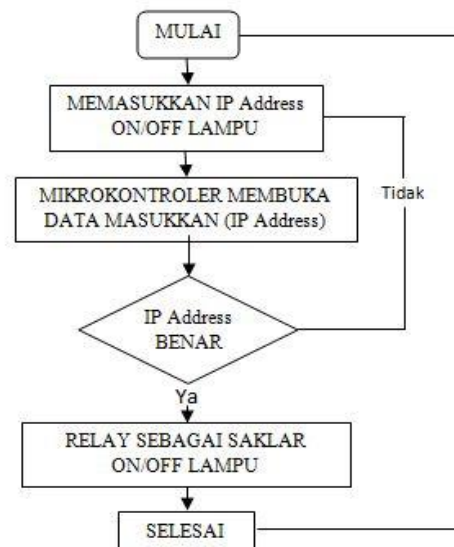 MULAI
MEMASUKKAN IP Address
ON/OFF LAMPU
MIKROKONTROLER MEMBUKA
DATA MASUKKAN (IP Address)
Tidak
IP Address
BENAR
Ya
RELAY SEBAGAI SAKLAR
ON/OFF LAMPU
SELESAI